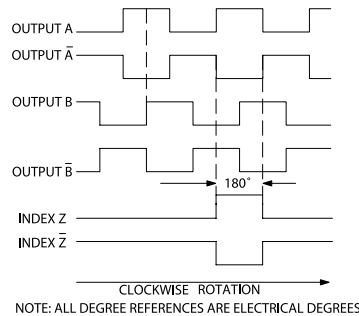 OUTPUT A
OUTPUT A̅
OUTPUT B
OUTPUT B̅
180°
INDEX Z
INDEX Z̅
CLOCKWISE ROTATION
NOTE: ALL DEGREE REFERENCES ARE ELECTRICAL DEGREES